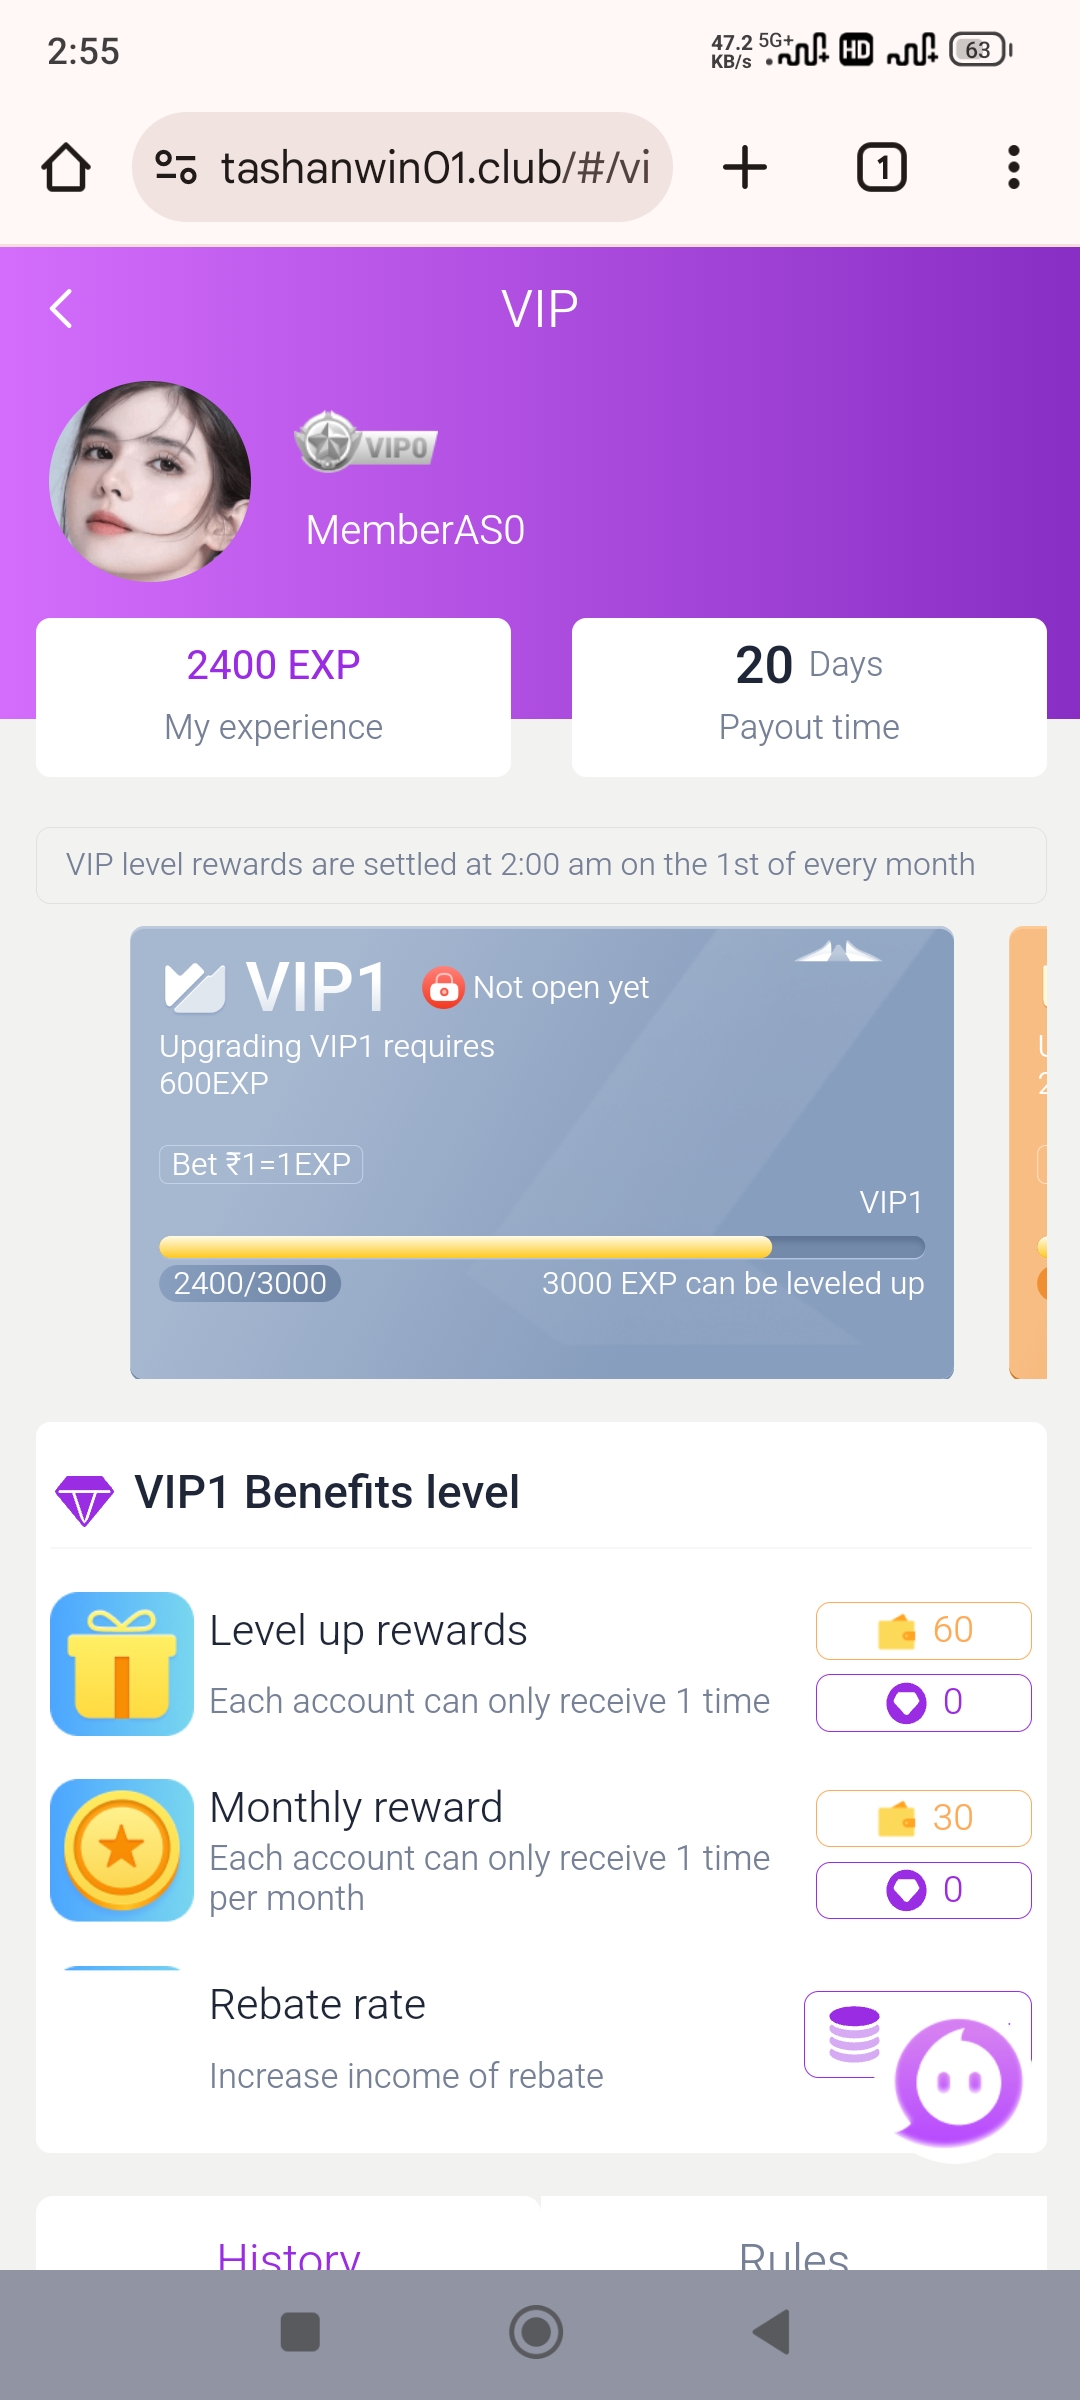 2:55
47.2 KB/s 5G+ HD 63
tashanwin01.club/#/vi
1
VIP
VIP0
MemberAS0
2400 EXP
My experience
20 Days
Payout time
VIP level rewards are settled at 2:00 am on the 1st of every month
VIP1 Not open yet
Upgrading VIP1 requires
600EXP
Bet ₹1=1EXP
VIP1
2400/3000 3000 EXP can be leveled up
VIP1 Benefits level
Level up rewards
60
Each account can only receive 1 time
0
Monthly reward
30
Each account can only receive 1 time
per month
0
Rebate rate
Increase income of rebate
History Rules